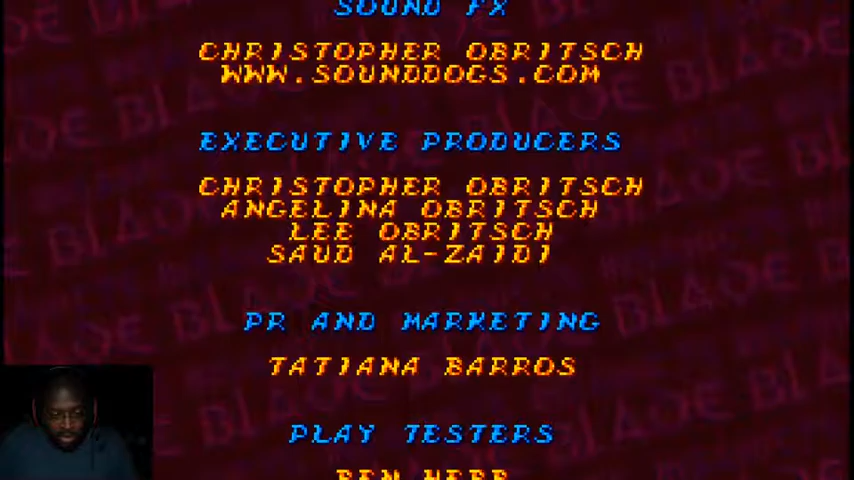 SOUND FX
CHRISTOPHER OBRITSCH
WWW.SOUNDDOGS.COM
EXECUTIVE PRODUCERS
CHRISTOPHER OBRITSCH
ANGELINA OBRITSCH
LEE OBRITSCH
SAUD AL-ZAIDI
PR AND MARKETING
TATIANA BARROS
PLAY TESTERS